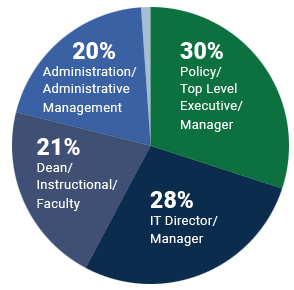 30%
Policy/
Top Level
Executive/
Manager
28%
IT Director/
Manager
21%
Dean/
Instructional/
Faculty
20%
Administration/
Administrative
Management